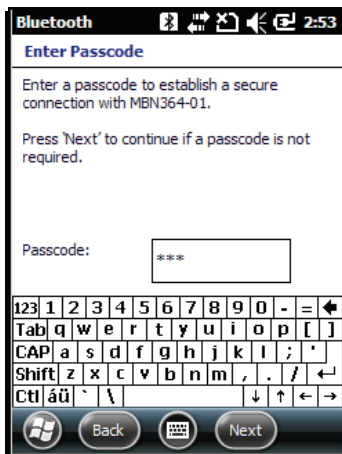 Bluetooth 2:53
Enter Passcode
Enter a passcode to establish a secure
connection with MBN364-01.
Press 'Next' to continue if a passcode is not
required.
Passcode: ***
123 1 2 3 4 5 6 7 8 9 0 - = 🡄
Tab q w e r t y u i o p [ ]
CAP a s d f g h j k l ; '
Shift z x c v b n m , . / ↵
Ctl áü ` \ ↓ ↑ ← →
Back Next